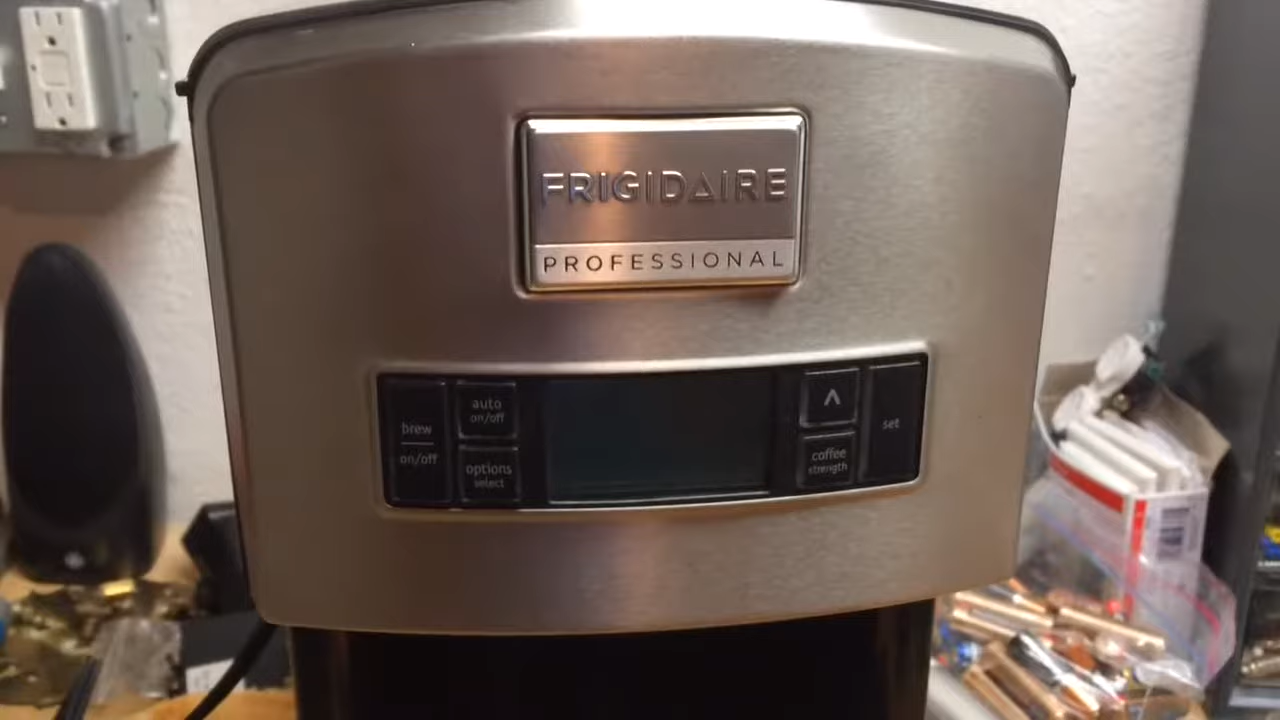 FRIGIDAIRE
PROFESSIONAL
brew
on/off
auto
on/off
options
select
^
coffee
strength
set